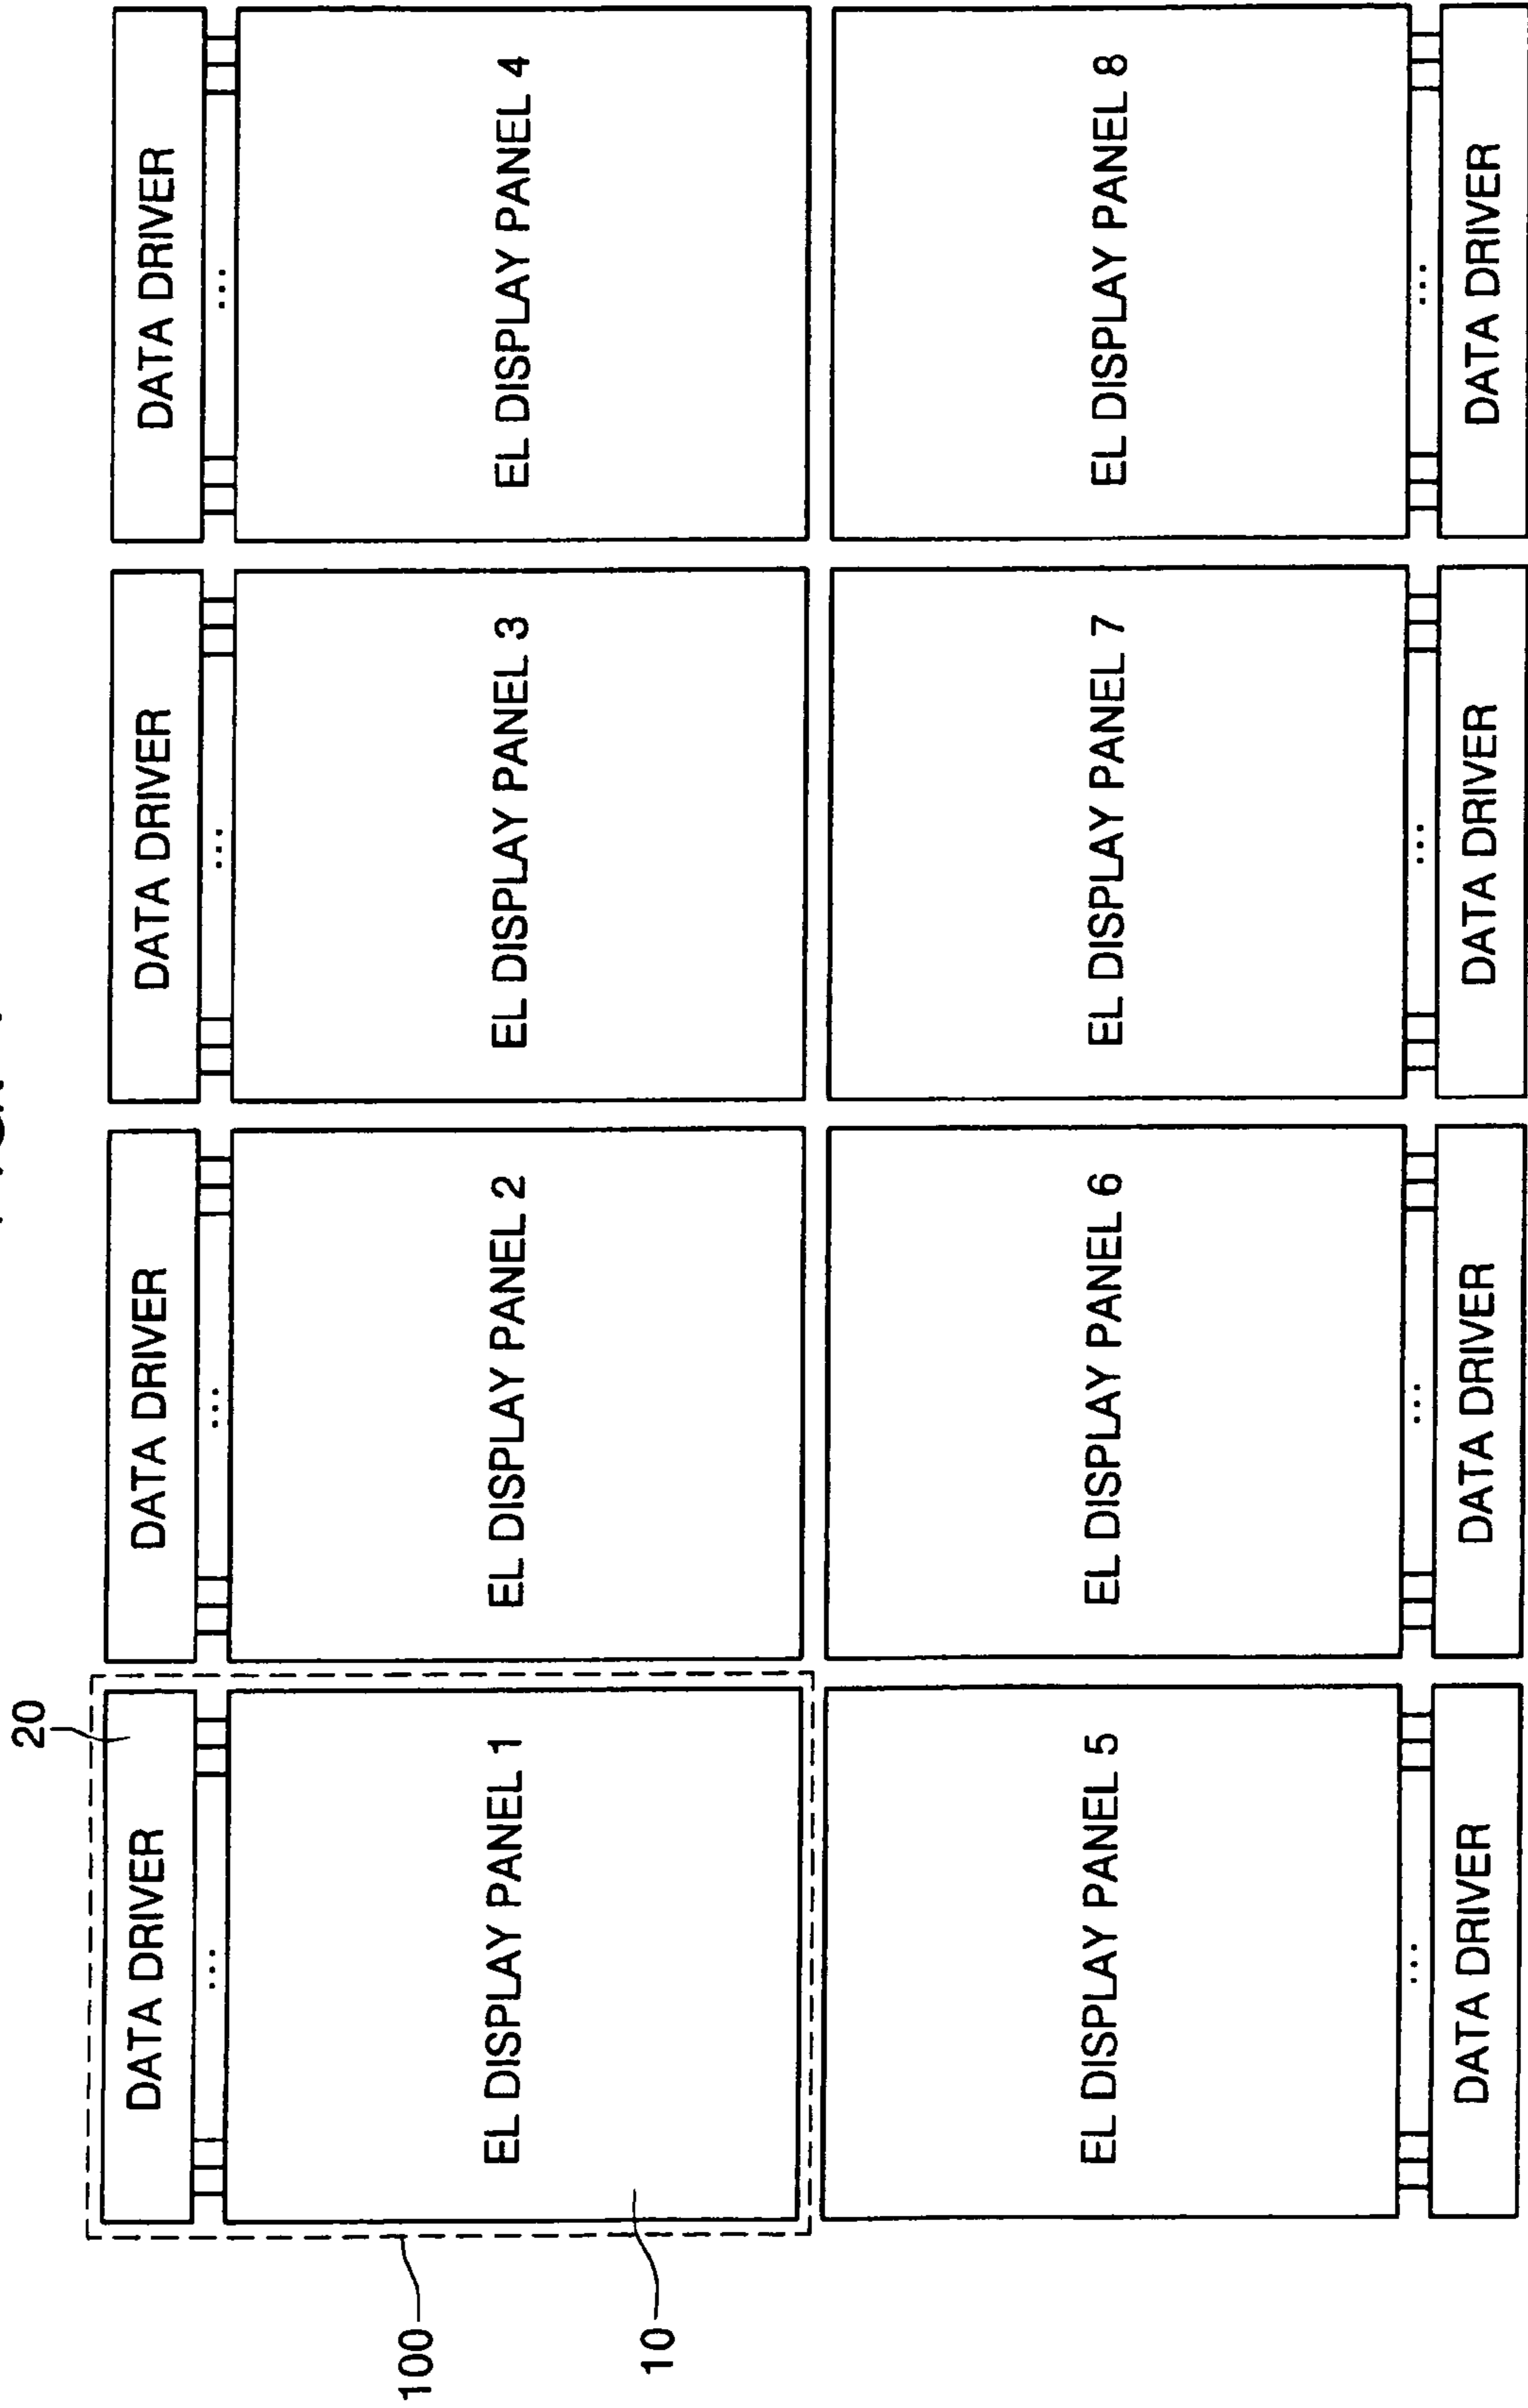 20
DATA DRIVER
DATA DRIVER
DATA DRIVER
DATA DRIVER
...
...
...
...
100
EL DISPLAY PANEL 1
EL DISPLAY PANEL 2
EL DISPLAY PANEL 3
EL DISPLAY PANEL 4
10
EL DISPLAY PANEL 5
EL DISPLAY PANEL 6
EL DISPLAY PANEL 7
EL DISPLAY PANEL 8
...
...
...
...
DATA DRIVER
DATA DRIVER
DATA DRIVER
DATA DRIVER